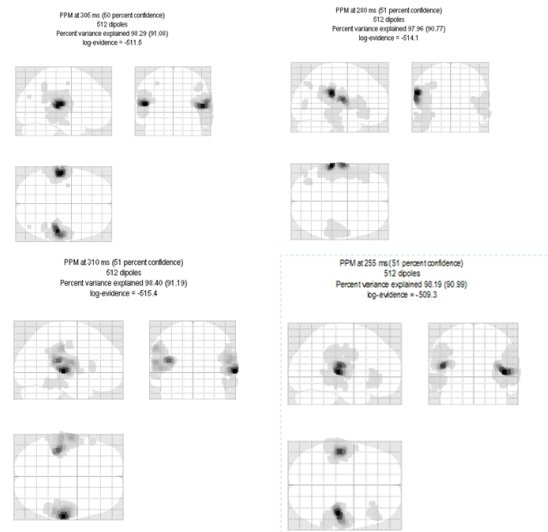 PPM at 305 ms (50 percent confidence)
512 dipoles
Percent variance explained 98.29 (91.08)
log-evidence = -511.5
PPM at 280 ms (51 percent confidence)
512 dipoles
Percent variance explained 97.96 (90.77)
log-evidence = -514.1
PPM at 310 ms (51 percent confidence)
512 dipoles
Percent variance explained 98.40 (91.19)
log-evidence = -515.4
PPM at 255 ms (51 percent confidence)
512 dipoles
Percent variance explained 98.19 (90.99)
log-evidence = -509.3